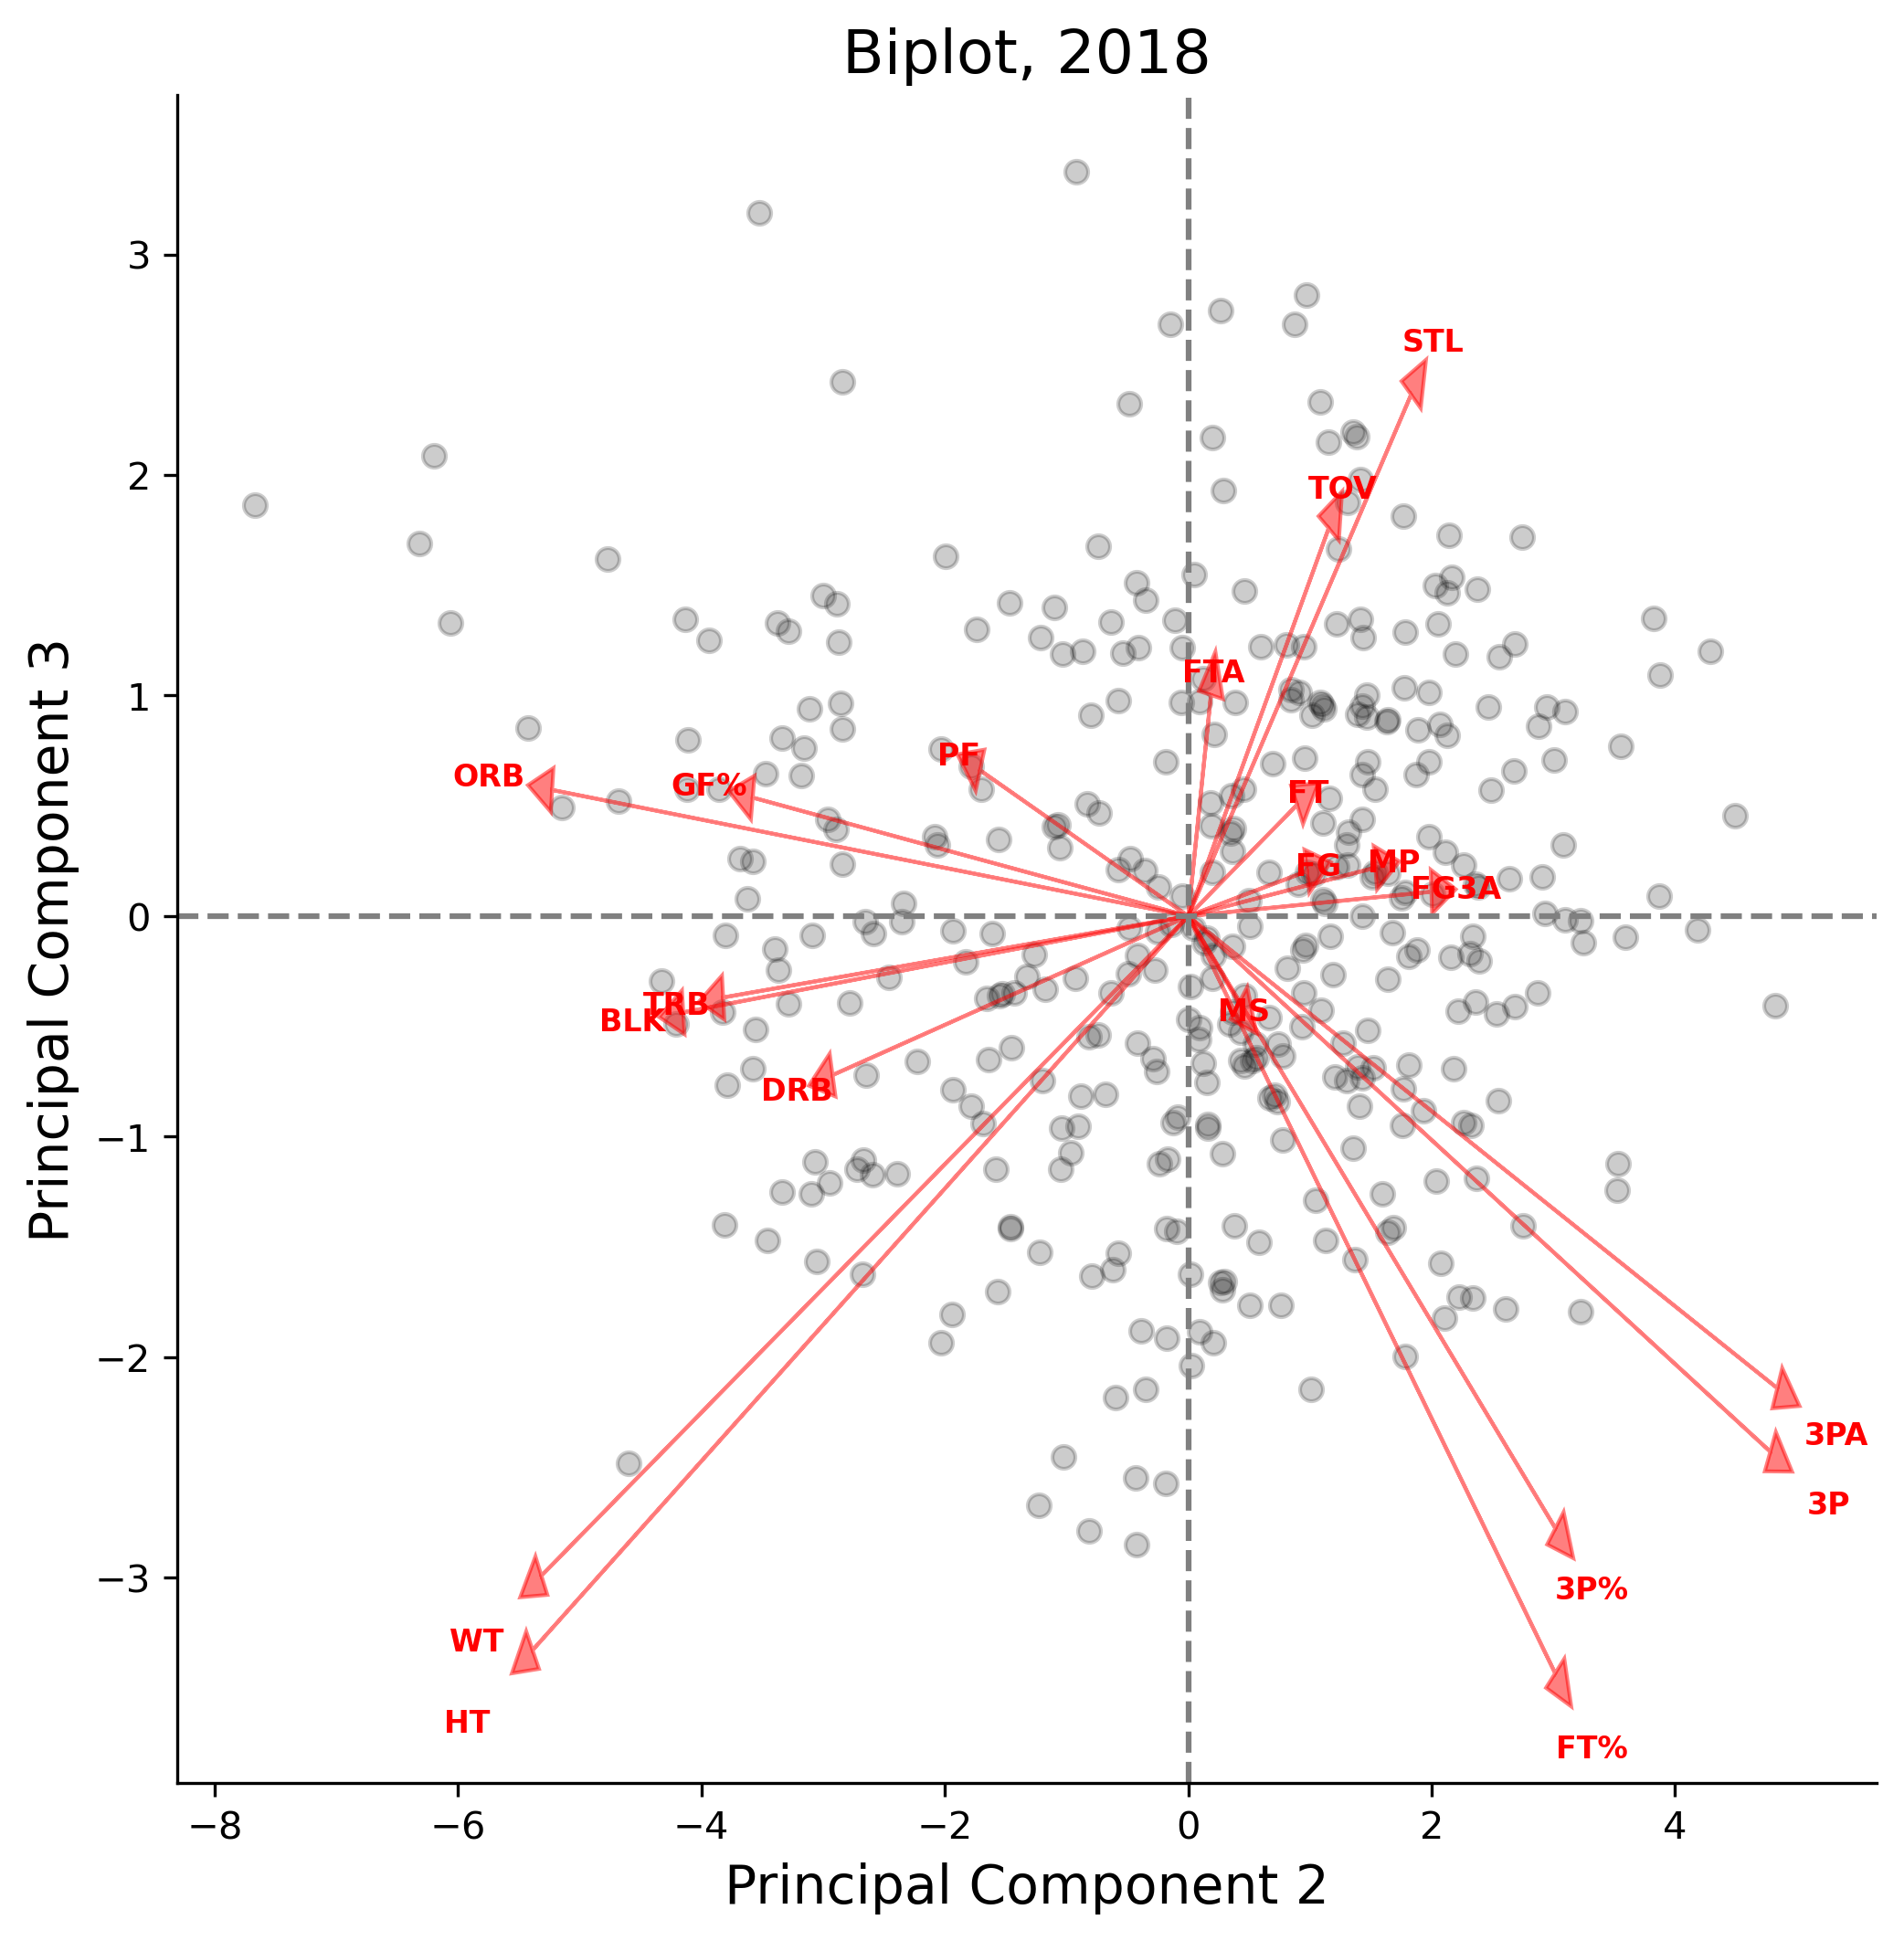 Biplot, 2018
Principal Component 3
3
2
1
0
−1
−2
−3
STL
TOV
FTA
PF
ORB
GF%
FT
FG
MP
FG3A
TRB
BLK
MS
DRB
3PA
3P
3P%
WT
HT
FT%
−8
−6
−4
−2
0
2
4
Principal Component 2